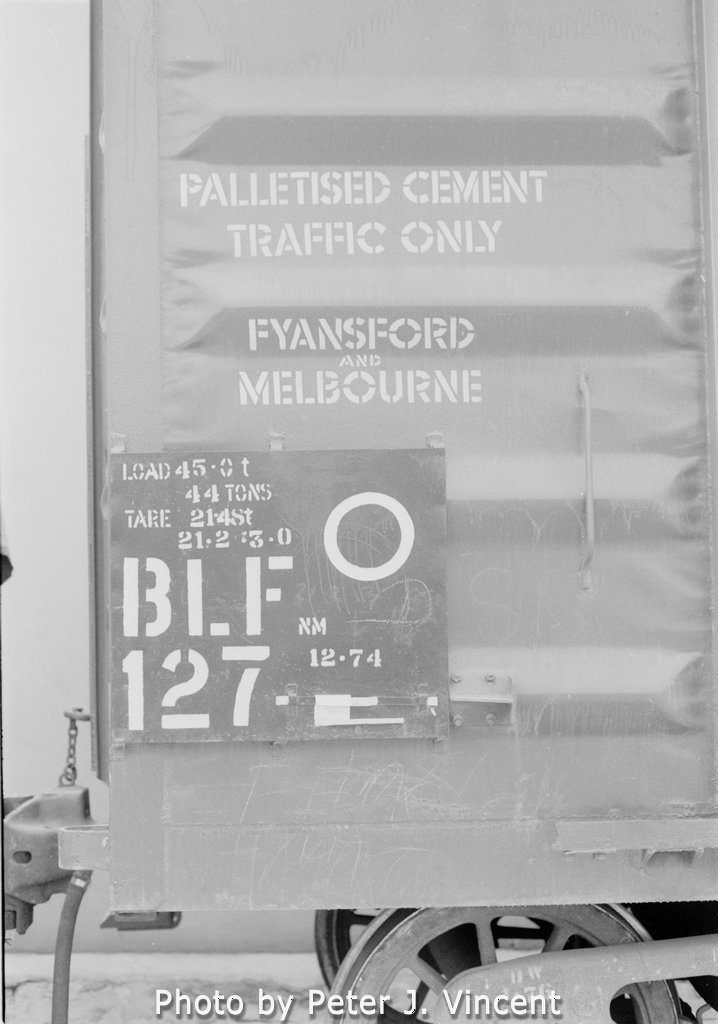 PALLETISED CEMENT
TRAFFIC ONLY
FYANSFORD
AND
MELBOURNE
LOAD 45.0 t
44 TONS
TARE 21.4 t
21.2.3.0
BLF
NM
127
12.74
Photo by Peter J. Vincent